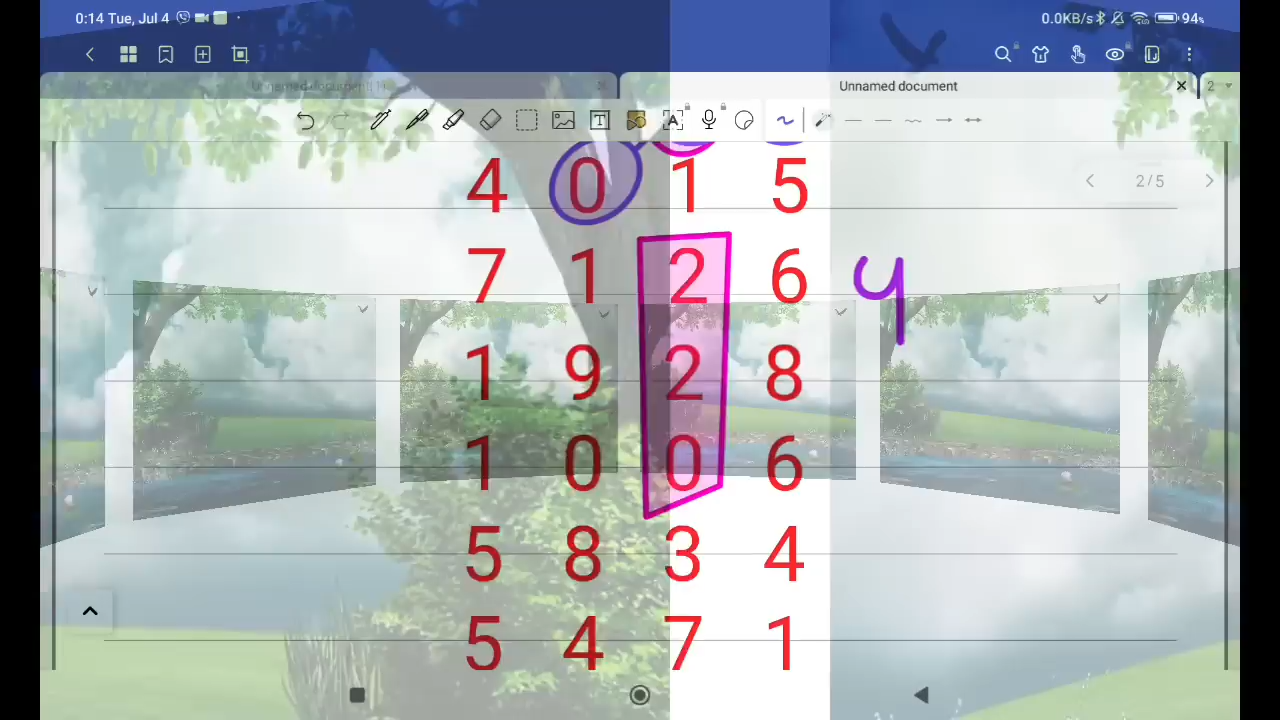 0:14 Tue, Jul 4
0.0KB/s 94%
Unnamed document
2
4 0 1 5
2/5
7 1 2 6 4
1 9 2 8
1 0 0 6
5 8 3 4
5 4 7 1